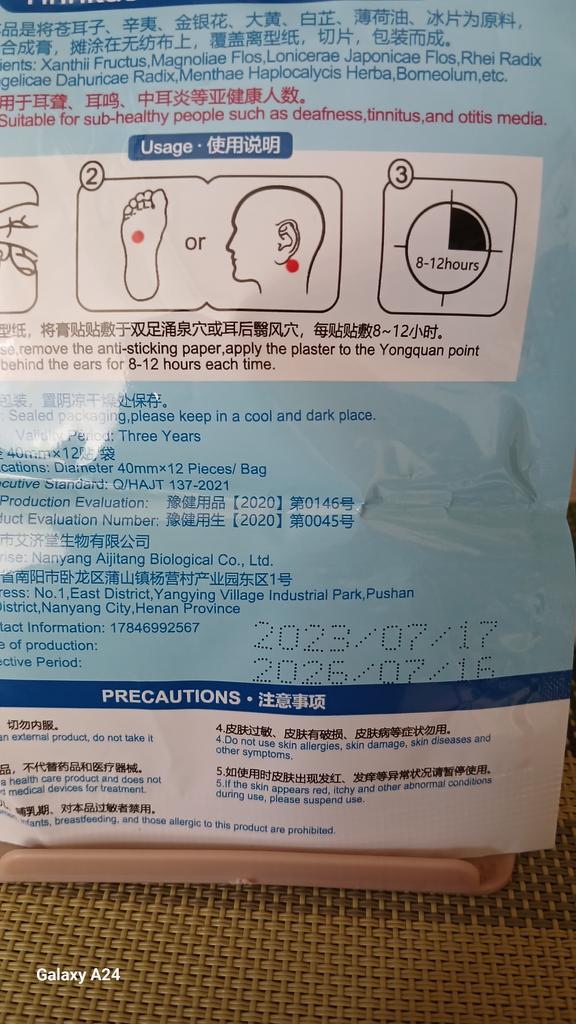 品是将苍耳子、辛夷、金银花、大黄、白芷、薄荷油、冰片为原料，
合成膏，摊涂在无纺布上，覆盖离型纸，切片，包装而成。
ients: Xanthii Fructus,Magnoliae Flos,Lonicerae Japonicae Flos,Rhei Radix
ngelicae Dahuricae Radix,Menthae Haplocalycis Herba,Borneolum,etc.
用于耳聋、耳鸣、中耳炎等亚健康人数。
Suitable for sub-healthy people such as deafness,tinnitus,and otitis media.
Usage · 使用说明
② ③
or
8-12hours
型纸，将膏贴贴敷于双足涌泉穴或耳后翳风穴，每贴贴敷8~12小时。
se,remove the anti-sticking paper,apply the plaster to the Yongquan point
behind the ears for 8-12 hours each time.
包装，置阴凉干燥处保存。
: Sealed packaging,please keep in a cool and dark place.
Validity Period: Three Years
40mm×12贴/袋
cations: Diameter 40mm×12 Pieces/ Bag
ecutive Standard: Q/HAJT 137-2021
Production Evaluation: 豫健用品【2020】第0146号
duct Evaluation Number: 豫健用生【2020】第0045号
市艾济堂生物有限公司
rise: Nanyang Aijitang Biological Co., Ltd.
省南阳市卧龙区蒲山镇杨营村产业园东区1号
ress: No.1,East District,Yangying Village Industrial Park,Pushan
District,Nanyang City,Henan Province
tact Information: 17846992567
e of production: 2023/07/17
ective Period: 2026/07/16
PRECAUTIONS · 注意事项
切勿内服。
an external product, do not take it
品，不代替药品和医疗器械。
a health care product and does not
d medical devices for treatment.
哺乳期、对本品过敏者禁用。
infants, breastfeeding, and those allergic to this product are prohibited.
4.皮肤过敏、皮肤有破损、皮肤病等症状勿用。
4.Do not use skin allergies, skin damage, skin diseases and
other symptoms.
5.如使用时皮肤出现发红、发痒等异常状况请暂停使用。
5.If the skin appears red, itchy and other abnormal conditions
during use, please suspend use.
Galaxy A24